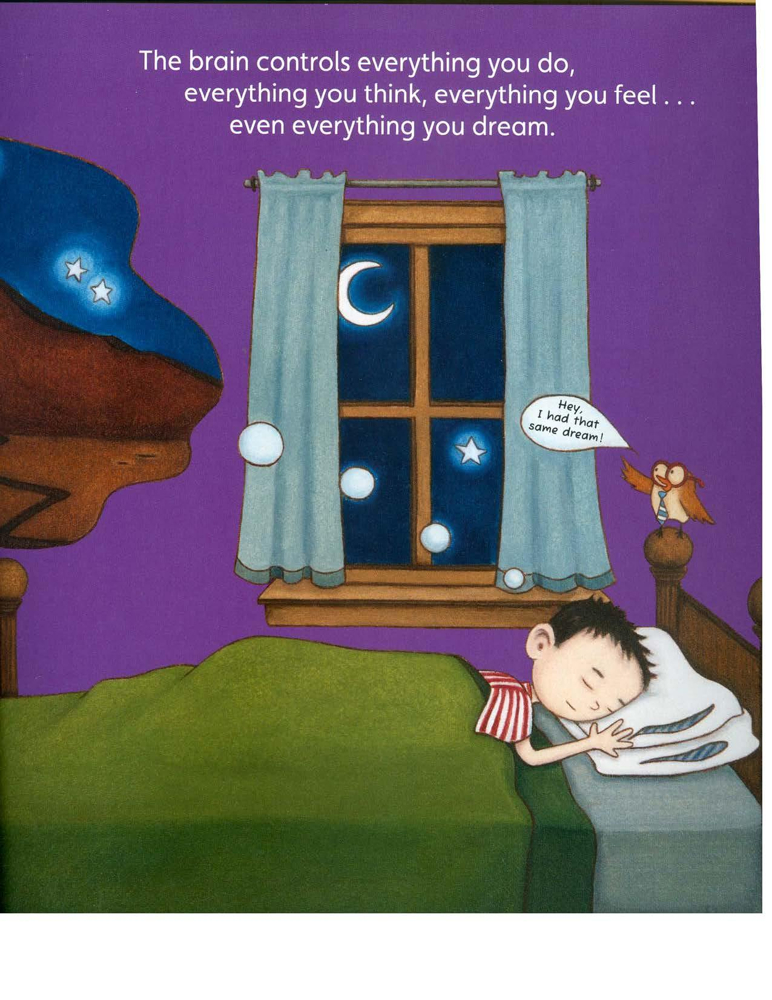 The brain controls everything you do,
everything you think, everything you feel . . .
even everything you dream.
Hey,
I had that
same dream!